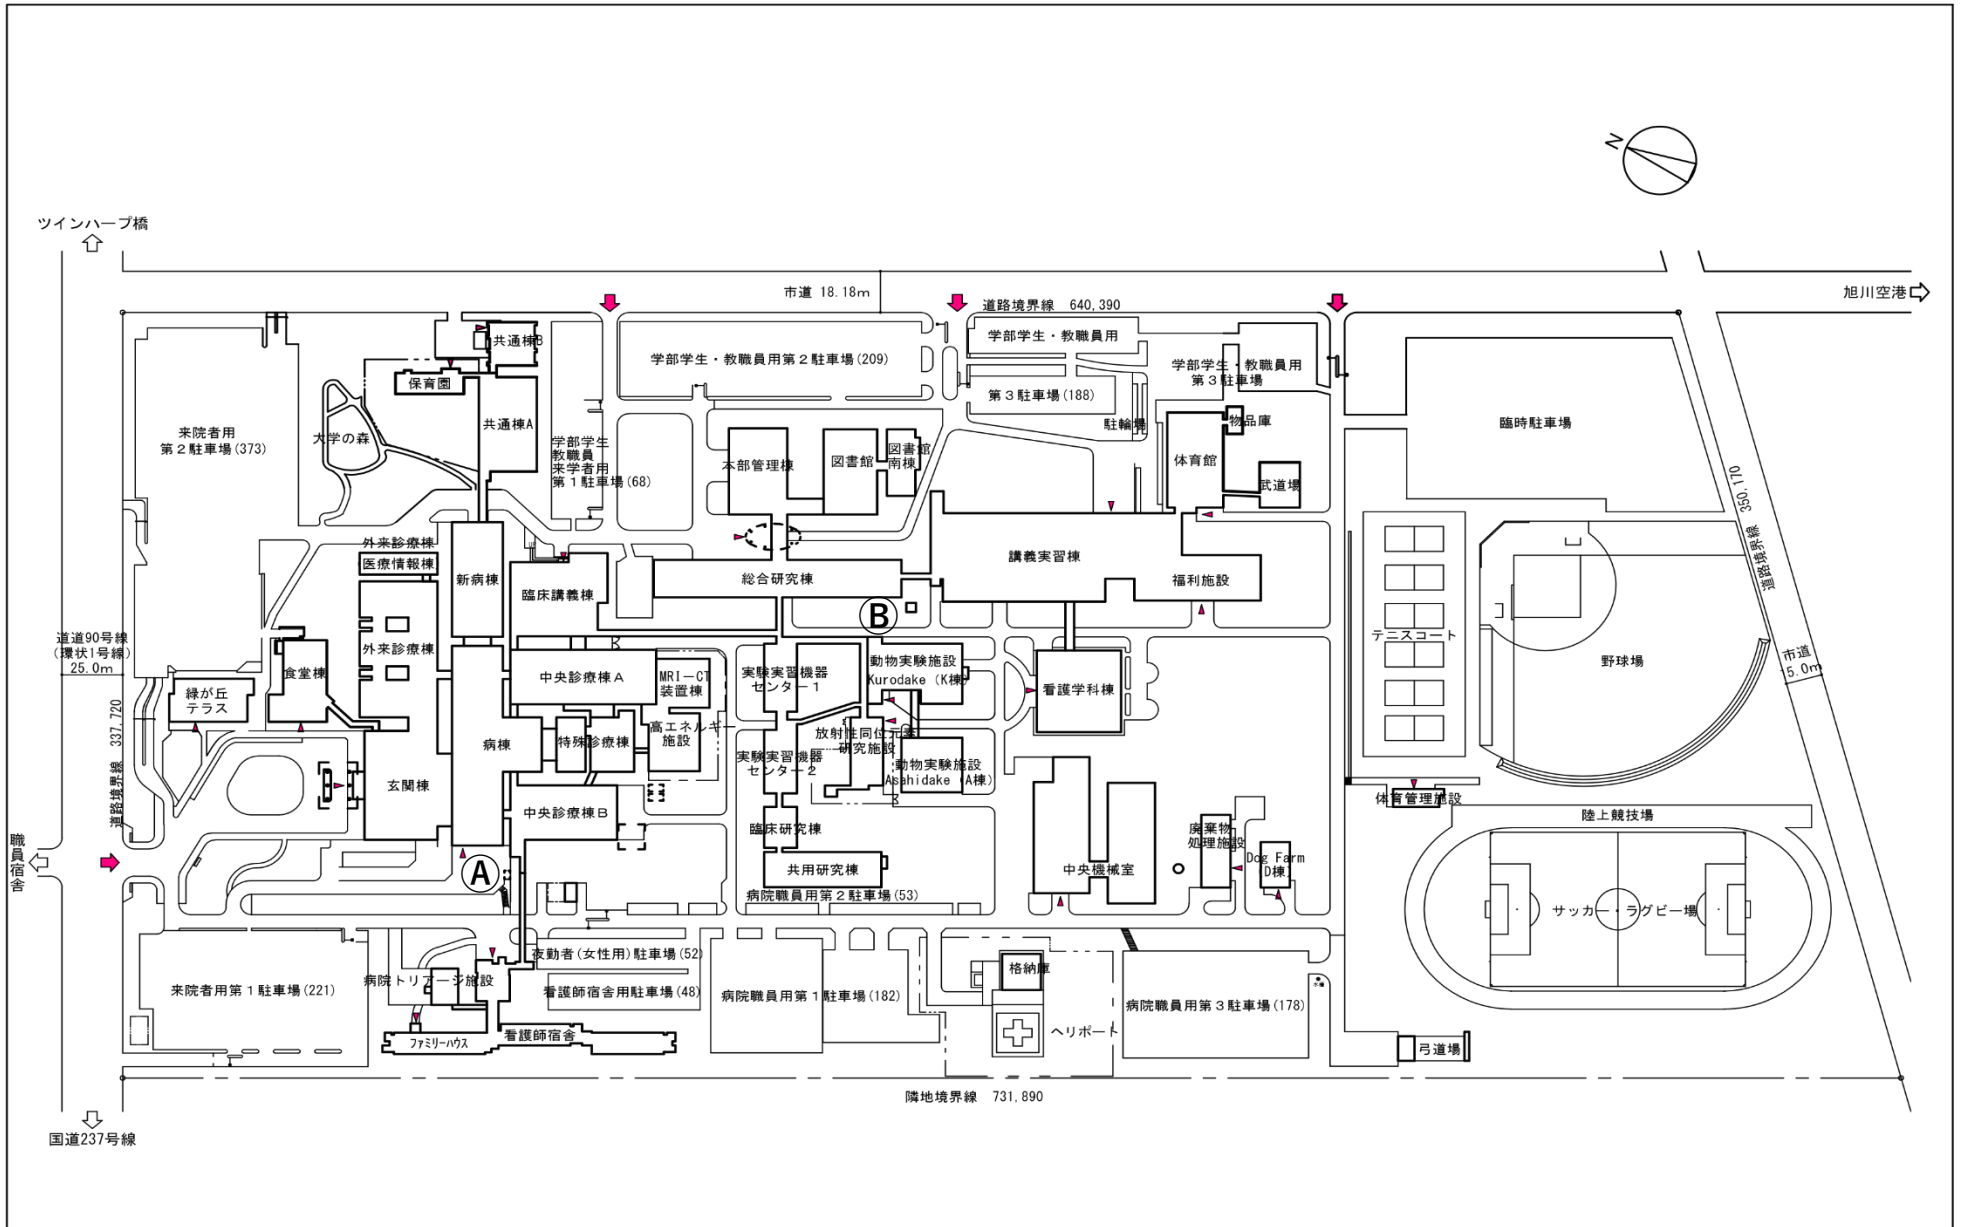 N
ツインハープ橋
市道 18.18m
道路境界線 640,390
旭川空港
共通棟B
保育園
共通棟A
学部学生・教職員用第２駐車場(209)
学部学生・教職員用
第３駐車場(188)
学部学生・教職員用
第３駐車場
駐輪場
物品庫
体育館
武道場
臨時駐車場
来院者用
第２駐車場(373)
大学の森
学部学生
教職員
来学者用
第１駐車場(68)
本部管理棟
図書館
図書館
南棟
道路境界線 350,170
外来診療棟
医療情報棟
新病棟
臨床講義棟
総合研究棟
講義実習棟
福利施設
B
道道90号線
(環状1号線)
25.0m
外来診療棟
食堂棟
緑が丘
テラス
中央診療棟A
MRI－CT
装置棟
実験実習機器
センター1
動物実験施設
Kurodake (K棟)
看護学科棟
テニスコート
野球場
市道
15.0m
道路境界線 337,720
病棟
特殊診療棟
高エネルギー
施設
実験実習機器
センター2
放射性同位元素
研究施設
動物実験施設
Asahidake (A棟)
玄関棟
中央診療棟B
臨床研究棟
体育管理施設
陸上競技場
職員宿舎
A
共用研究棟
中央機械室
廃棄物
処理施設
Dog Farm
(D棟)
病院職員用第２駐車場(53)
サッカー・ラグビー場
夜勤者(女性用)駐車場(52)
病院トリアージ施設
来院者用第１駐車場(221)
看護師宿舎用駐車場(48)
病院職員用第１駐車場(182)
格納庫
病院職員用第３駐車場(178)
ヘリポート
ファミリーハウス
看護師宿舎
弓道場
隣地境界線 731,890
国道237号線